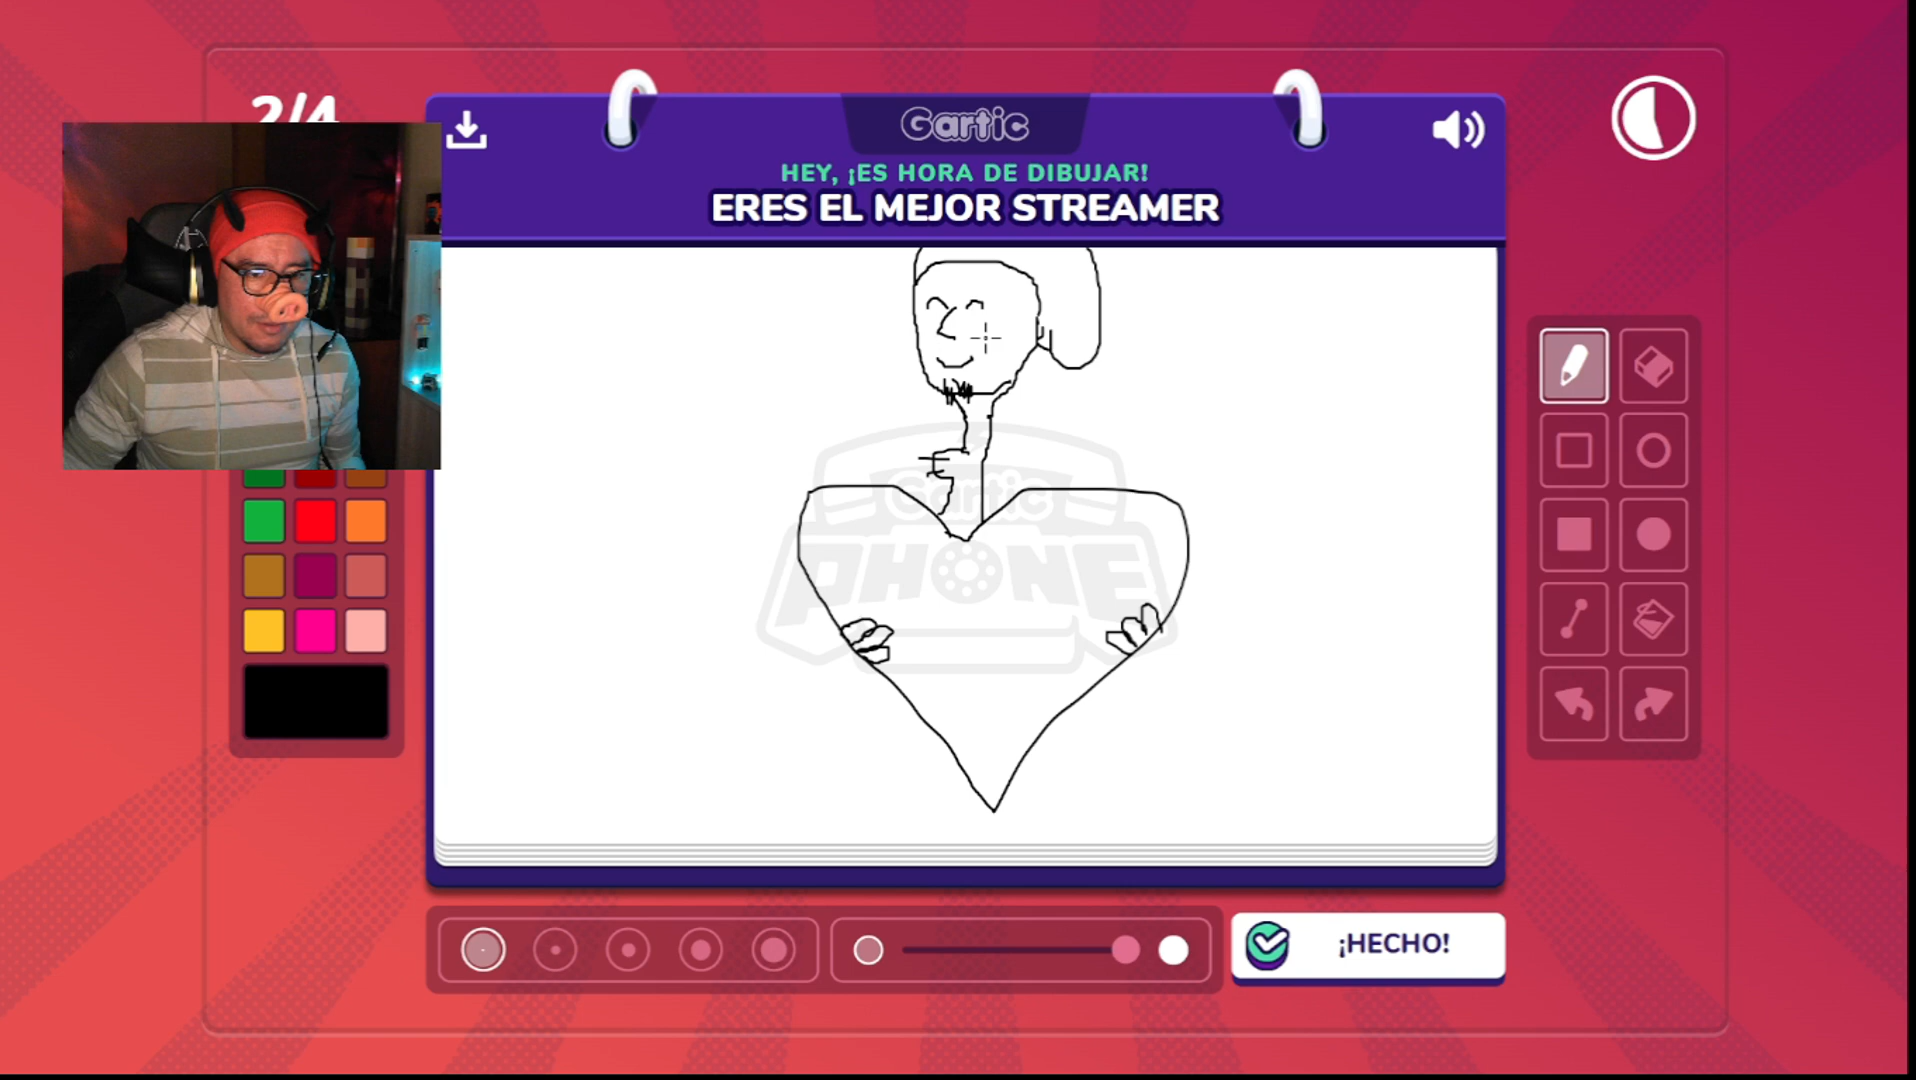 2/4
Gartic
HEY, ¡ES HORA DE DIBUJAR!
ERES EL MEJOR STREAMER
Gartic
PHONE
¡HECHO!